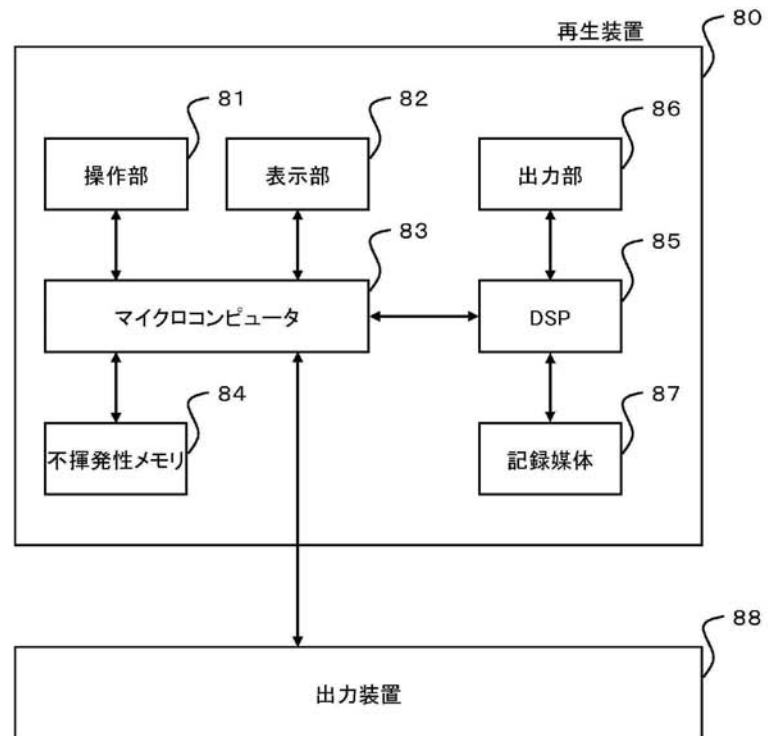 再生装置
80
81
82
86
操作部
表示部
出力部
83
85
マイクロコンピュータ
DSP
84
87
不揮発性メモリ
記録媒体
88
出力装置